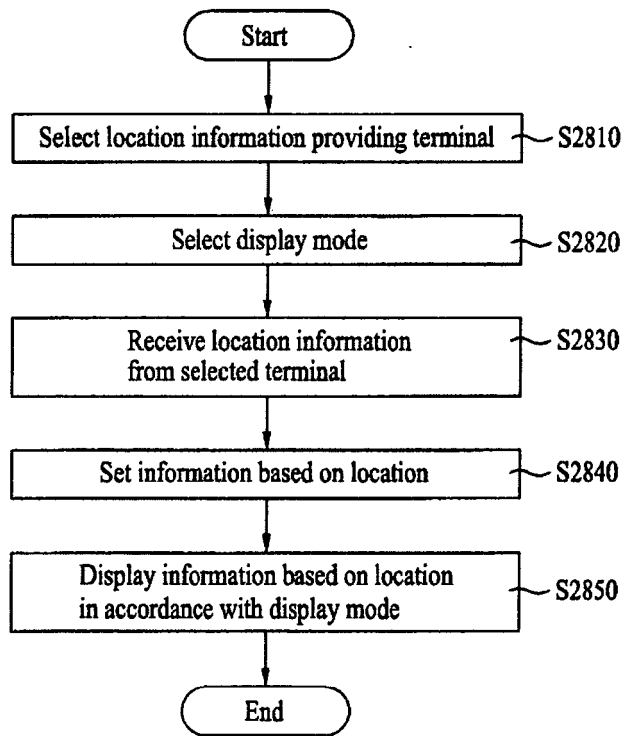 Start
Select location information providing terminal
S2810
Select display mode
S2820
Receive location information
from selected terminal
S2830
Set information based on location
S2840
Display information based on location
in accordance with display mode
S2850
End